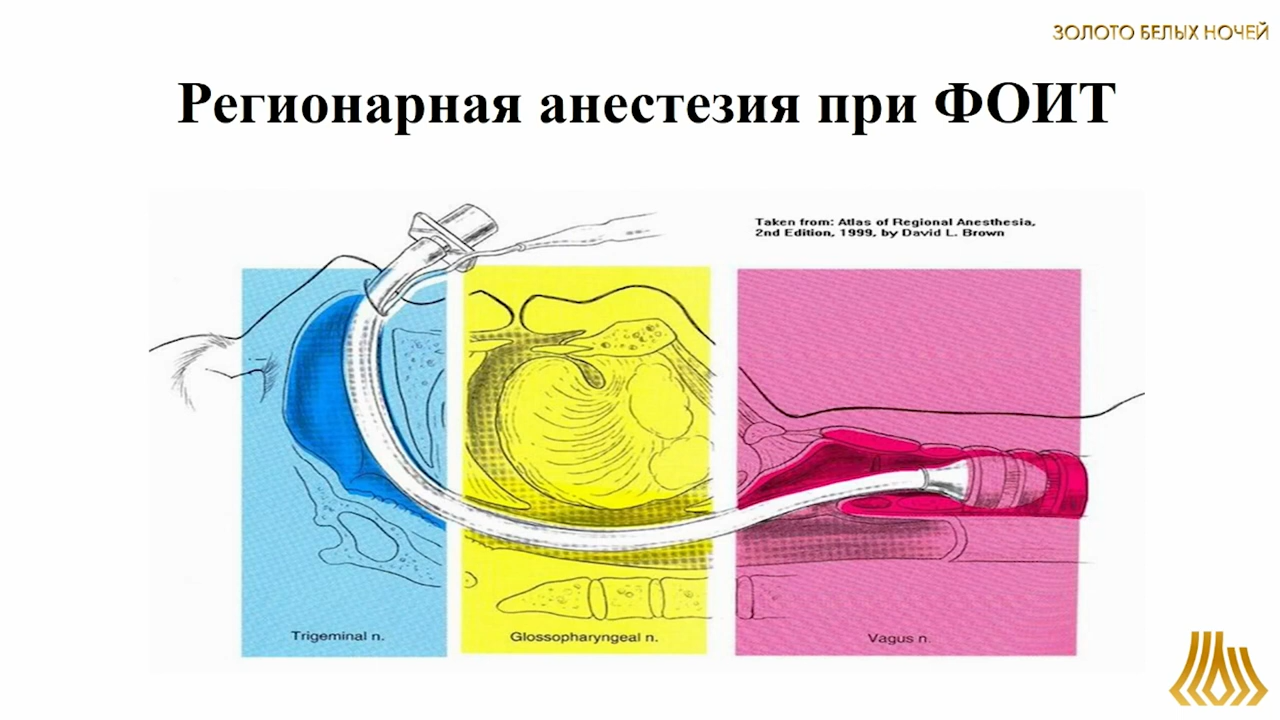 ЗОЛОТО БЕЛЫХ НОЧЕЙ
Регионарная анестезия при ФОИТ
Taken from: Atlas of Regional Anesthesia,
2nd Edition, 1999, by David L. Brown
Trigeminal n.
Glossopharyngeal n.
Vagus n.